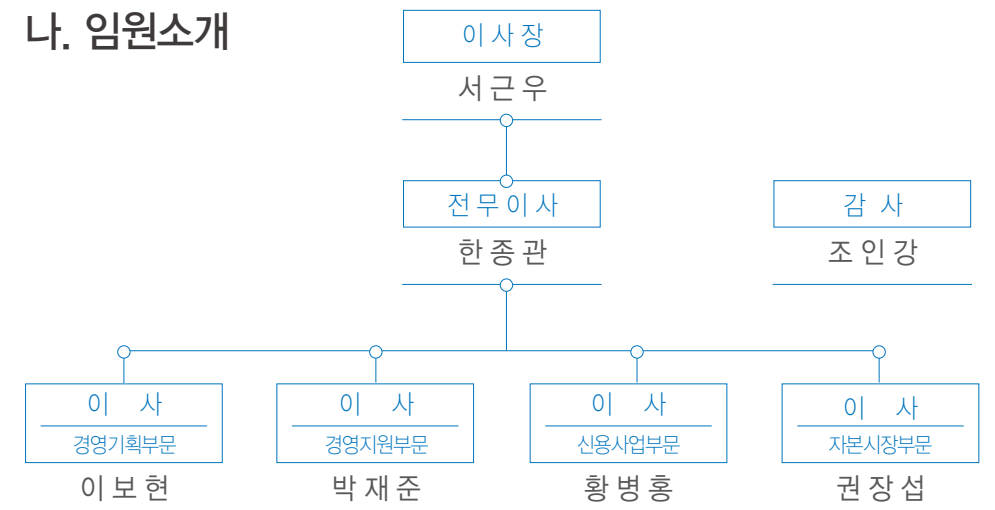 나. 임원소개
이사장
서근우
전무이사
한종관
감 사
조인강
이 사
경영기획부문
이보현
이 사
경영지원부문
박재준
이 사
신용사업부문
황병홍
이 사
자본시장부문
권장섭